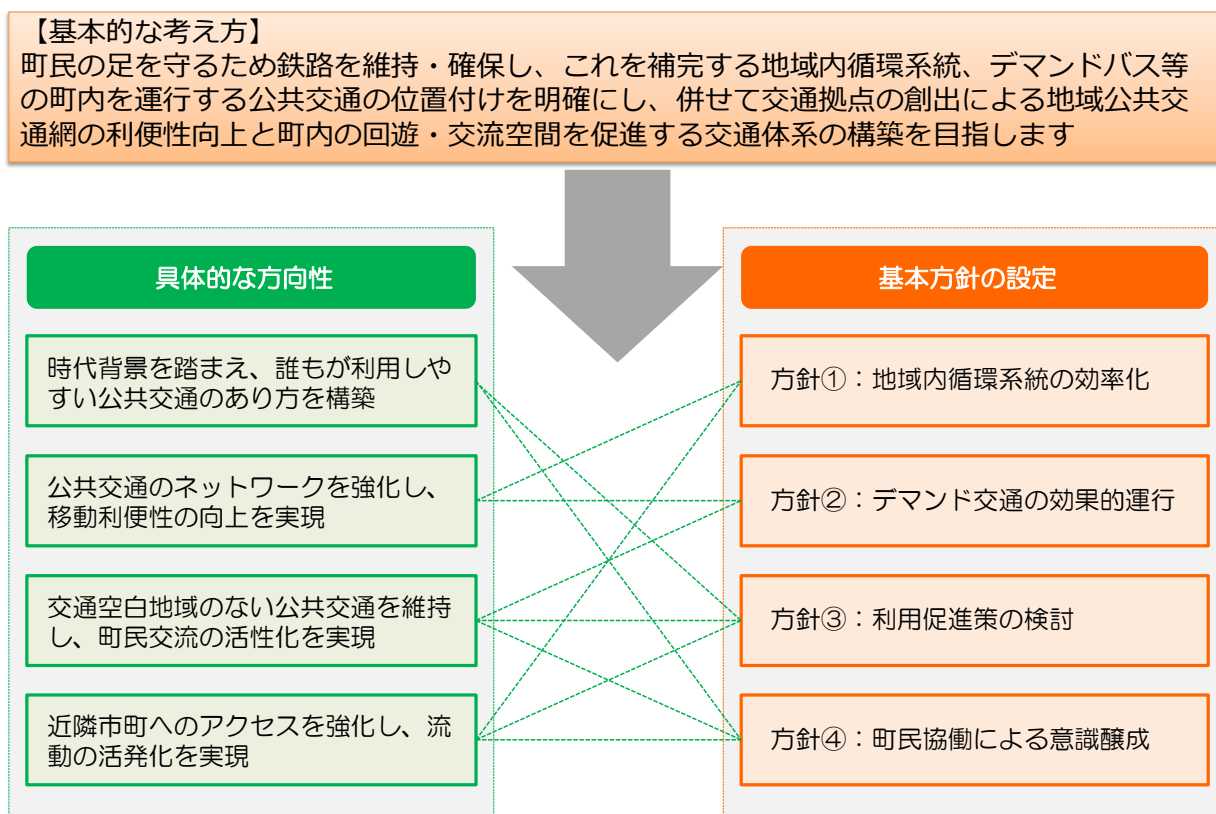 【基本的な考え方】
町民の足を守るため鉄路を維持・確保し、これを補完する地域内循環系統、デマンドバス等
の町内を運行する公共交通の位置付けを明確にし、併せて交通拠点の創出による地域公共交
通網の利便性向上と町内の回遊・交流空間を促進する交通体系の構築を目指します
具体的な方向性
時代背景を踏まえ、誰もが利用しや
すい公共交通のあり方を構築
公共交通のネットワークを強化し、
移動利便性の向上を実現
交通空白地域のない公共交通を維持
し、町民交流の活性化を実現
近隣市町へのアクセスを強化し、流
動の活発化を実現
基本方針の設定
方針①：地域内循環系統の効率化
方針②：デマンド交通の効果的運行
方針③：利用促進策の検討
方針④：町民協働による意識醸成